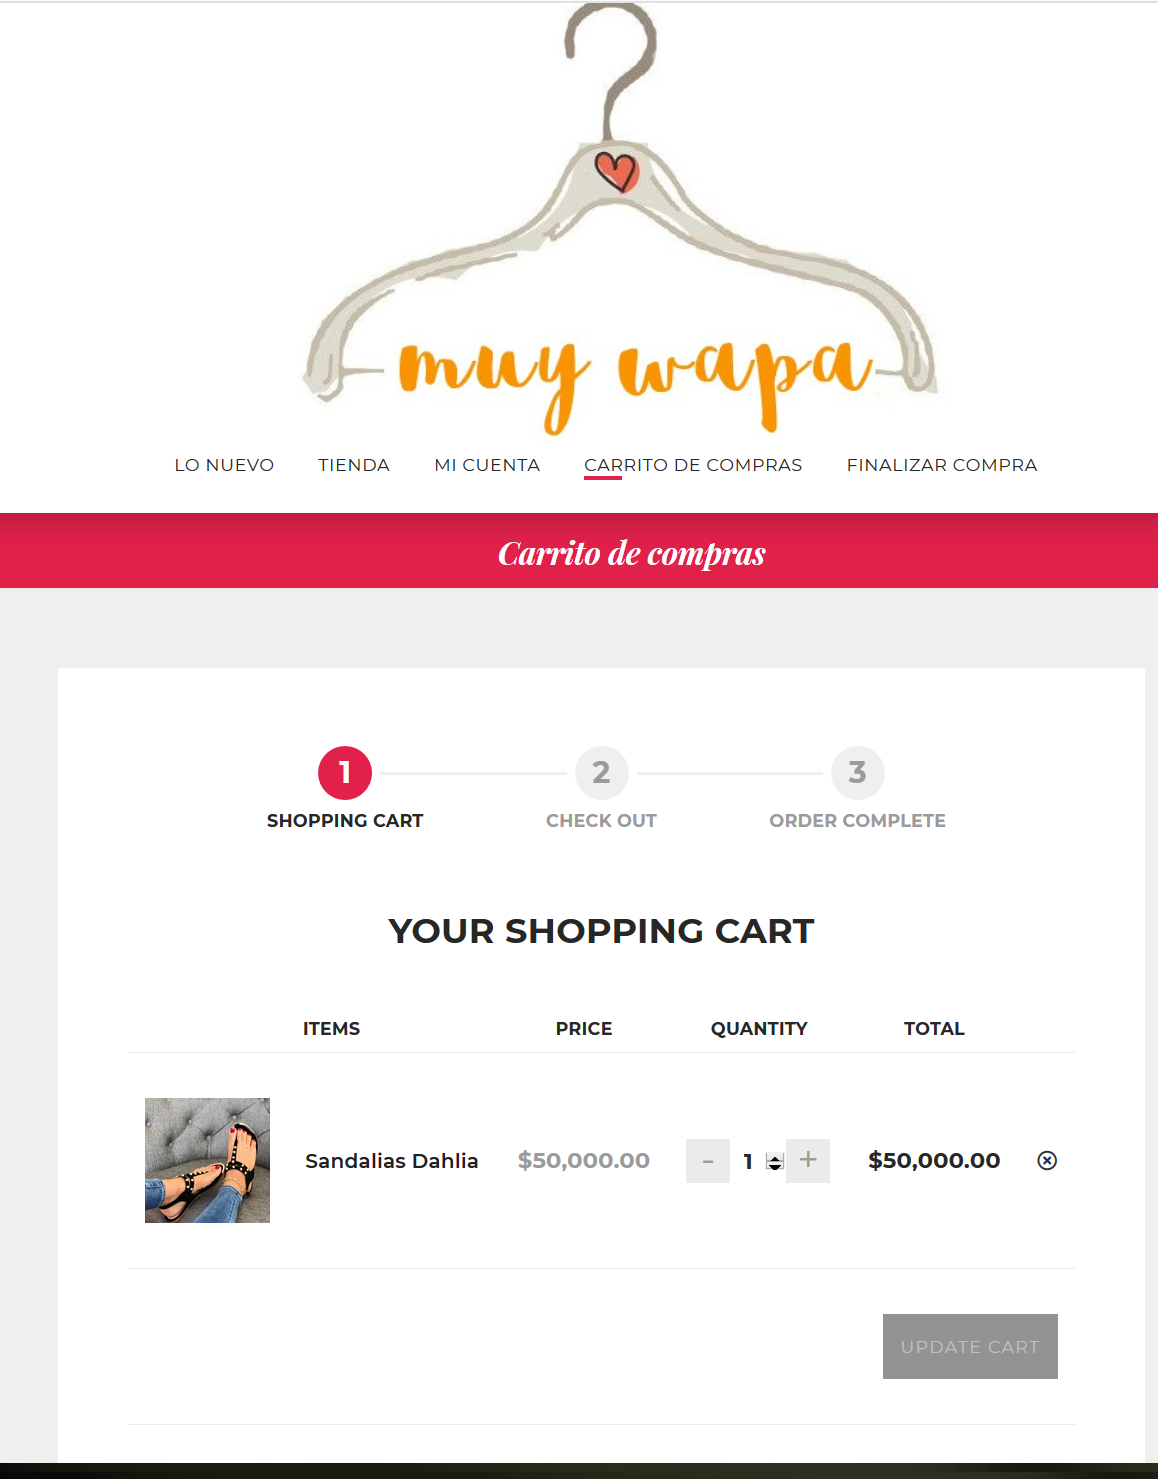 muy wapa
LO NUEVO TIENDA MI CUENTA CARRITO DE COMPRAS FINALIZAR COMPRA
Carrito de compras
1 2 3
SHOPPING CART CHECK OUT ORDER COMPLETE
YOUR SHOPPING CART
ITEMS PRICE QUANTITY TOTAL
Sandalias Dahlia $50,000.00 - 1 + $50,000.00
UPDATE CART